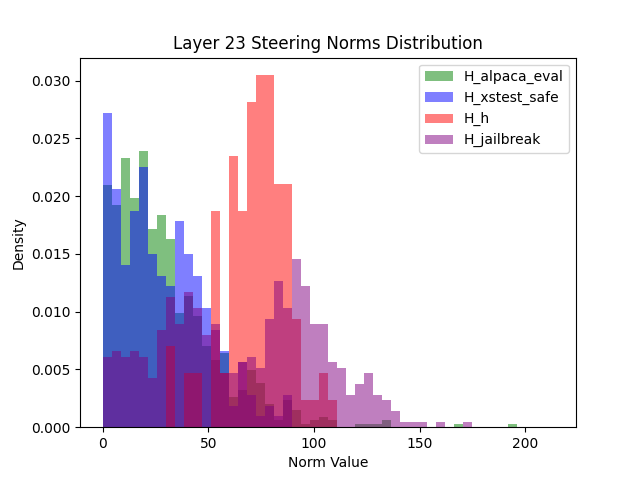 Layer 23 Steering Norms Distribution
H_alpaca_eval
H_xstest_safe
H_h
H_jailbreak
Density
0.030
0.025
0.020
0.015
0.010
0.005
0.000
0 50 100 150 200
Norm Value